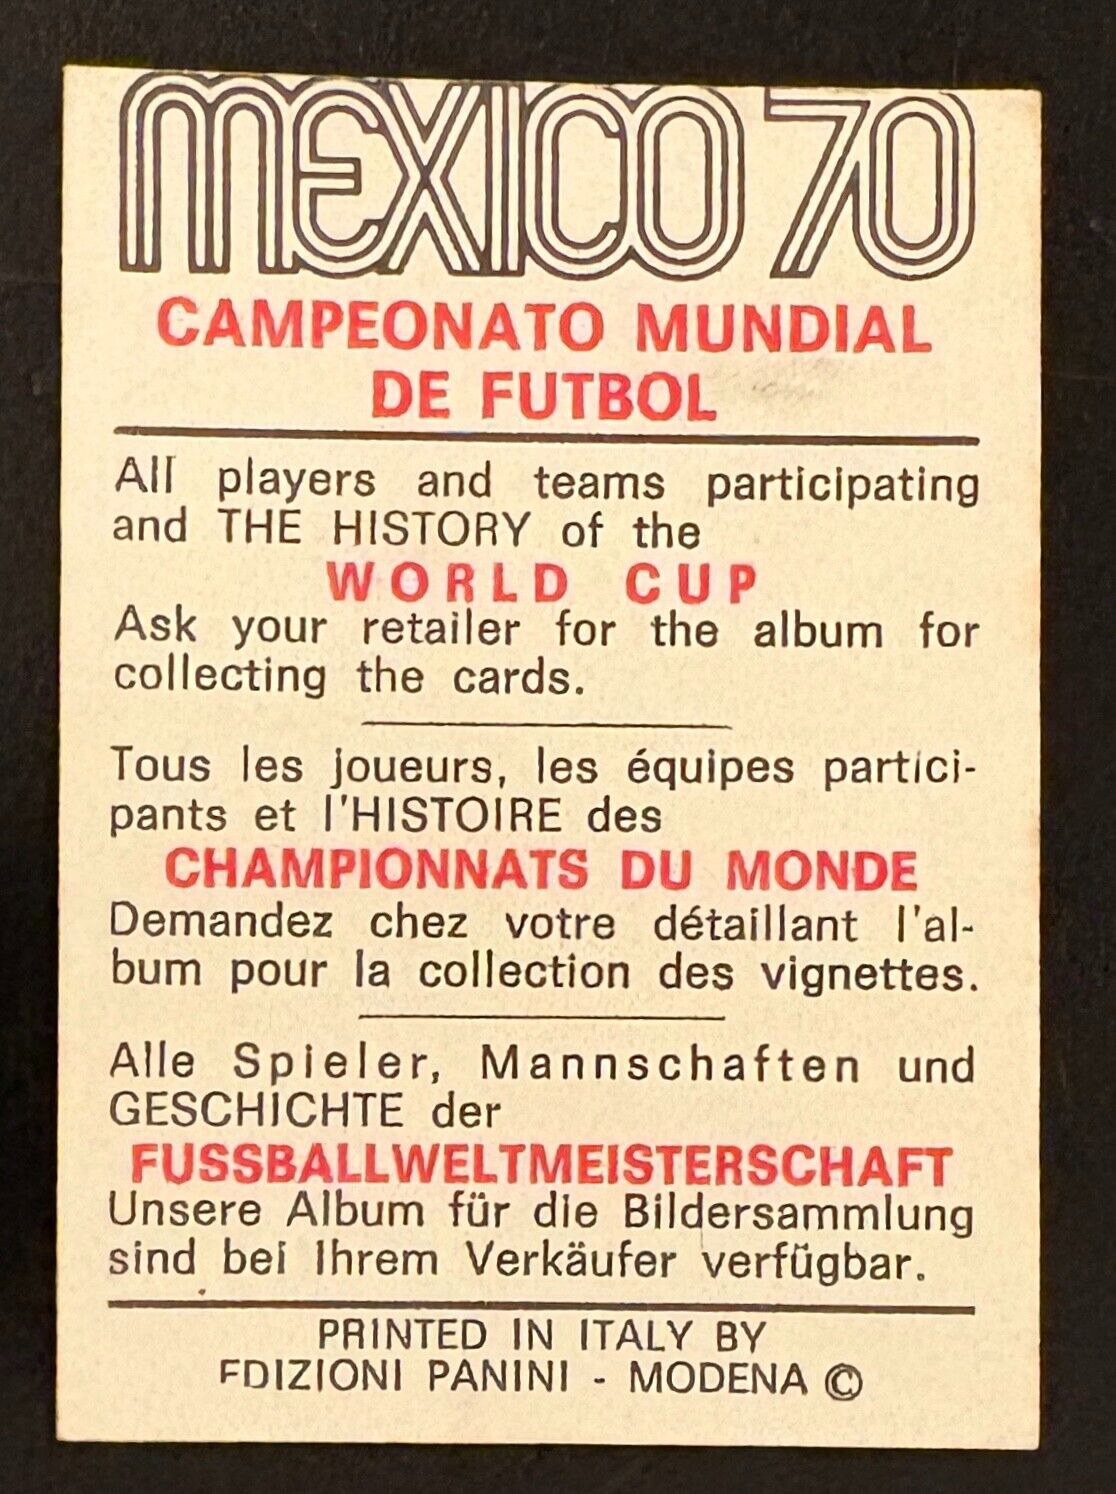 MEXICO 70
CAMPEONATO MUNDIAL
DE FUTBOL
All players and teams participating
and THE HISTORY of the
WORLD CUP
Ask your retailer for the album for
collecting the cards.
Tous les joueurs, les équipes partici-
pants et l'HISTOIRE des
CHAMPIONNATS DU MONDE
Demandez chez votre détaillant l'al-
bum pour la collection des vignettes.
Alle Spieler, Mannschaften und
GESCHICHTE der
FUSSBALLWELTMEISTERSCHAFT
Unsere Album für die Bildersammlung
sind bei Ihrem Verkäufer verfügbar.
PRINTED IN ITALY BY
EDIZIONI PANINI - MODENA ©